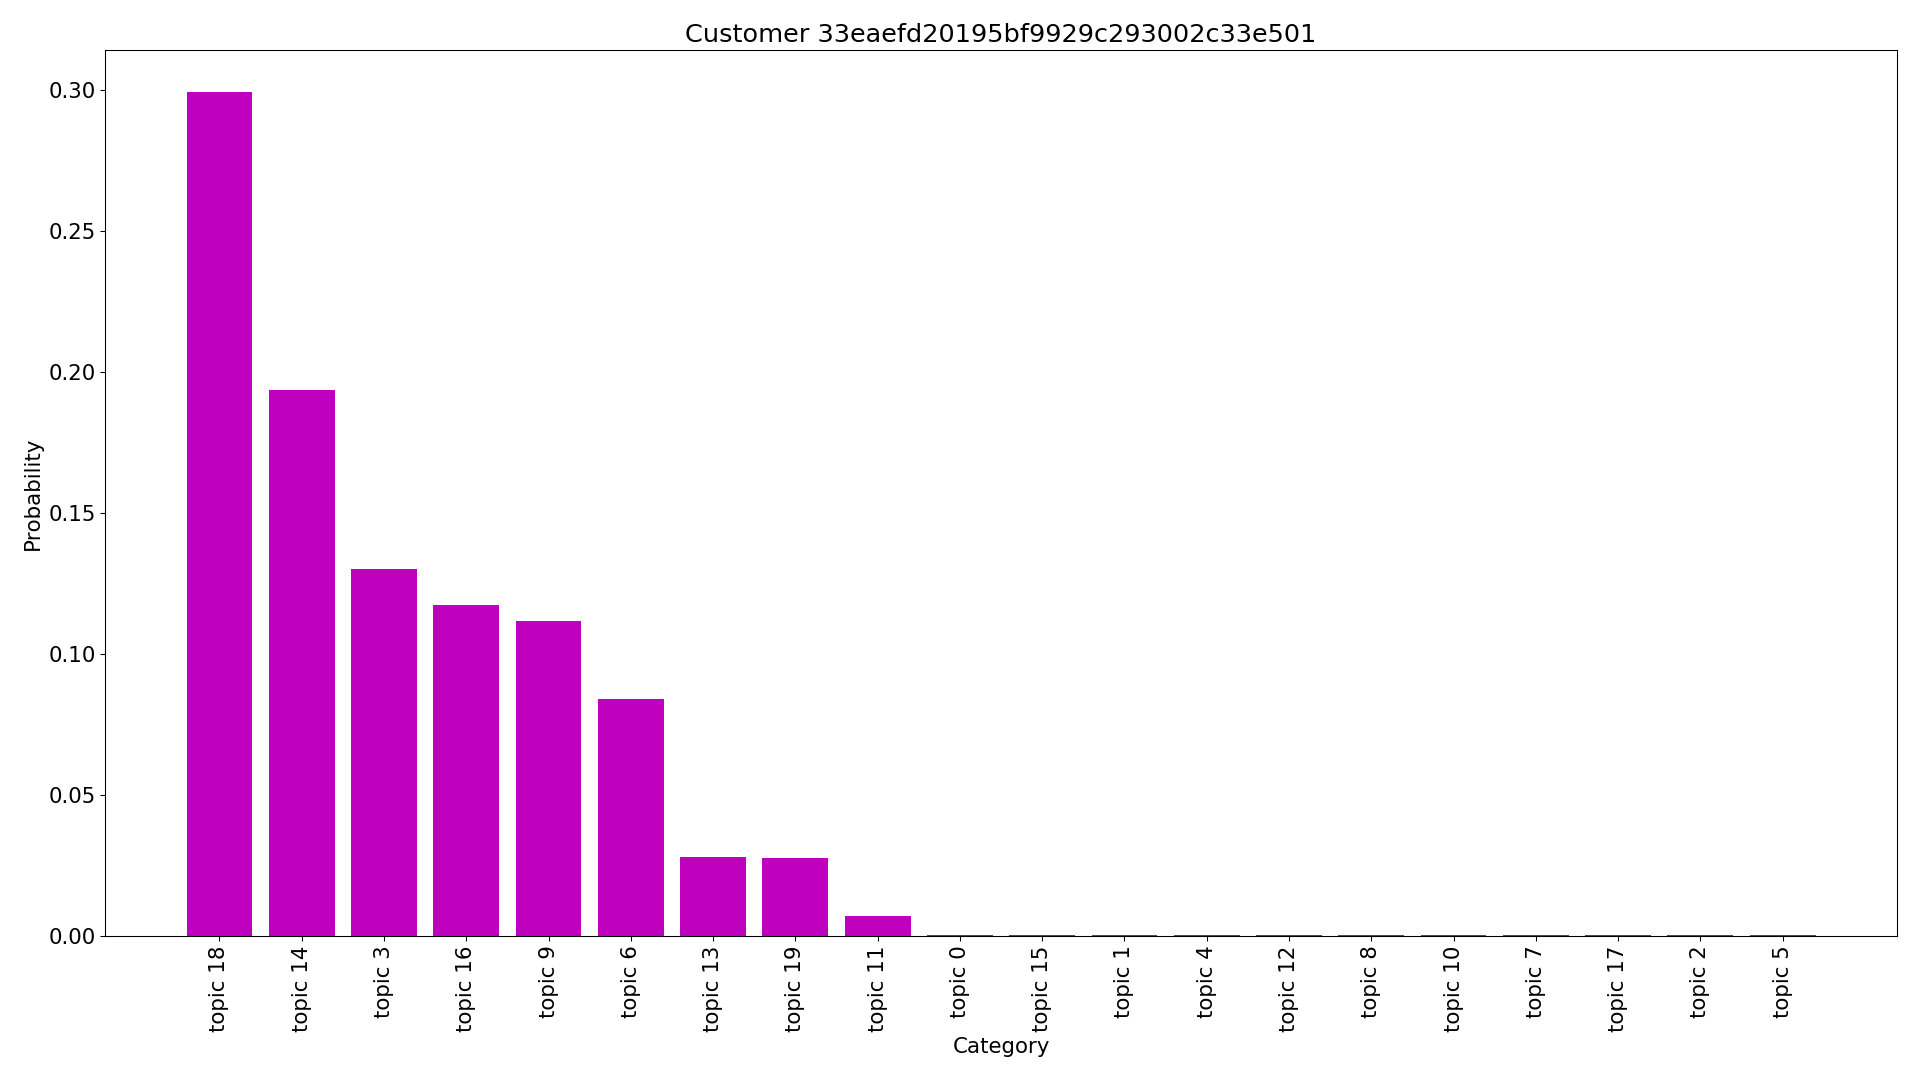 Customer 33eaefd20195bf9929c293002c33e501
Probability
0.30
0.25
0.20
0.15
0.10
0.05
0.00
topic 18
topic 14
topic 3
topic 16
topic 9
topic 6
topic 13
topic 19
topic 11
topic 0
topic 15
topic 1
topic 4
topic 12
topic 8
topic 10
topic 7
topic 17
topic 2
topic 5
Category